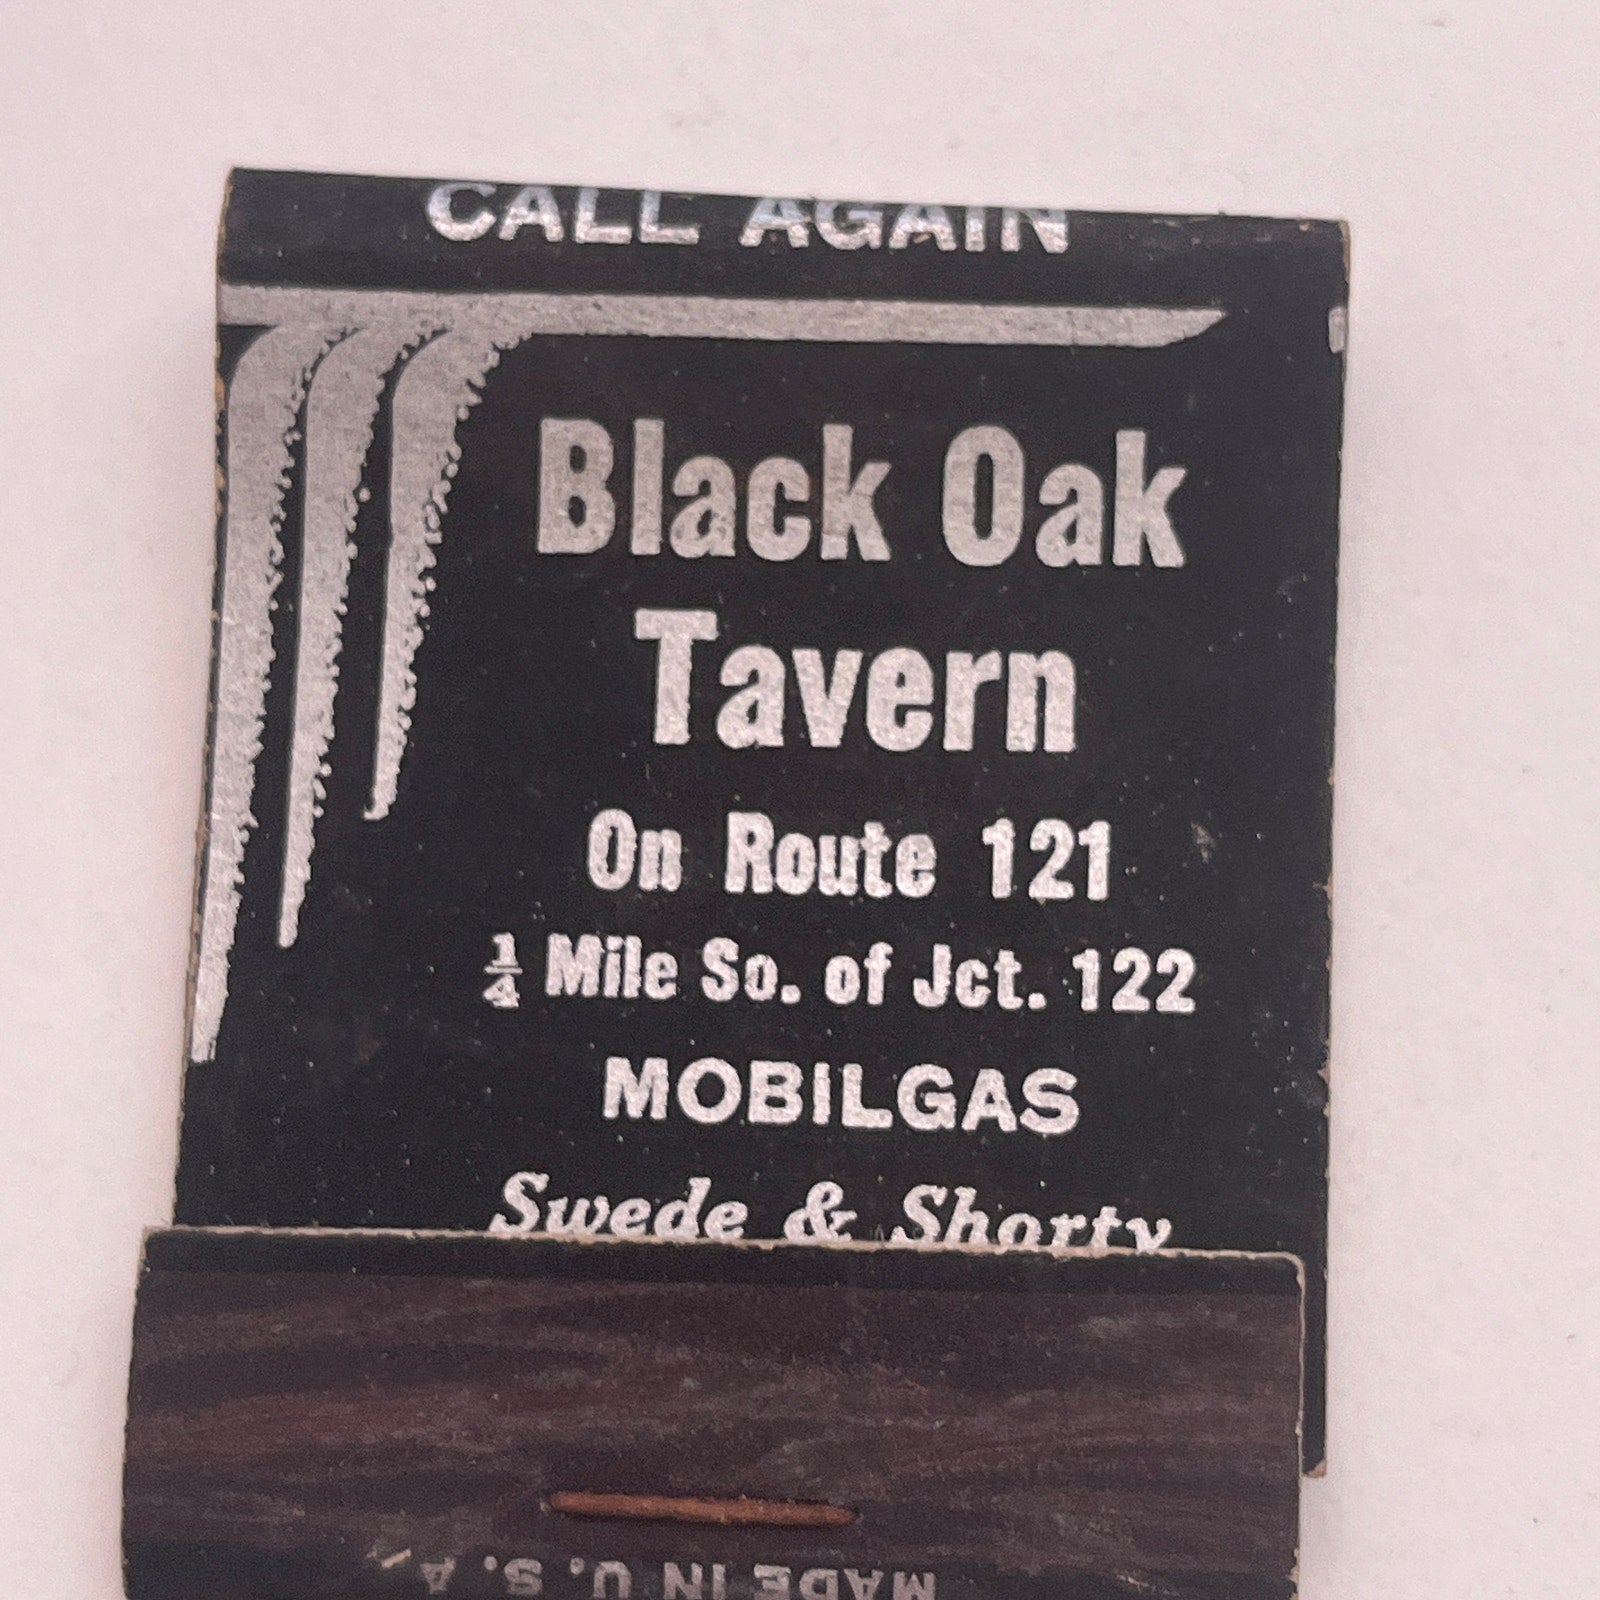 CALL AGAIN
Black Oak
Tavern
On Route 121
¼ Mile So. of Jct. 122
MOBILGAS
Swede & Shorty
MADE IN U. S. A.